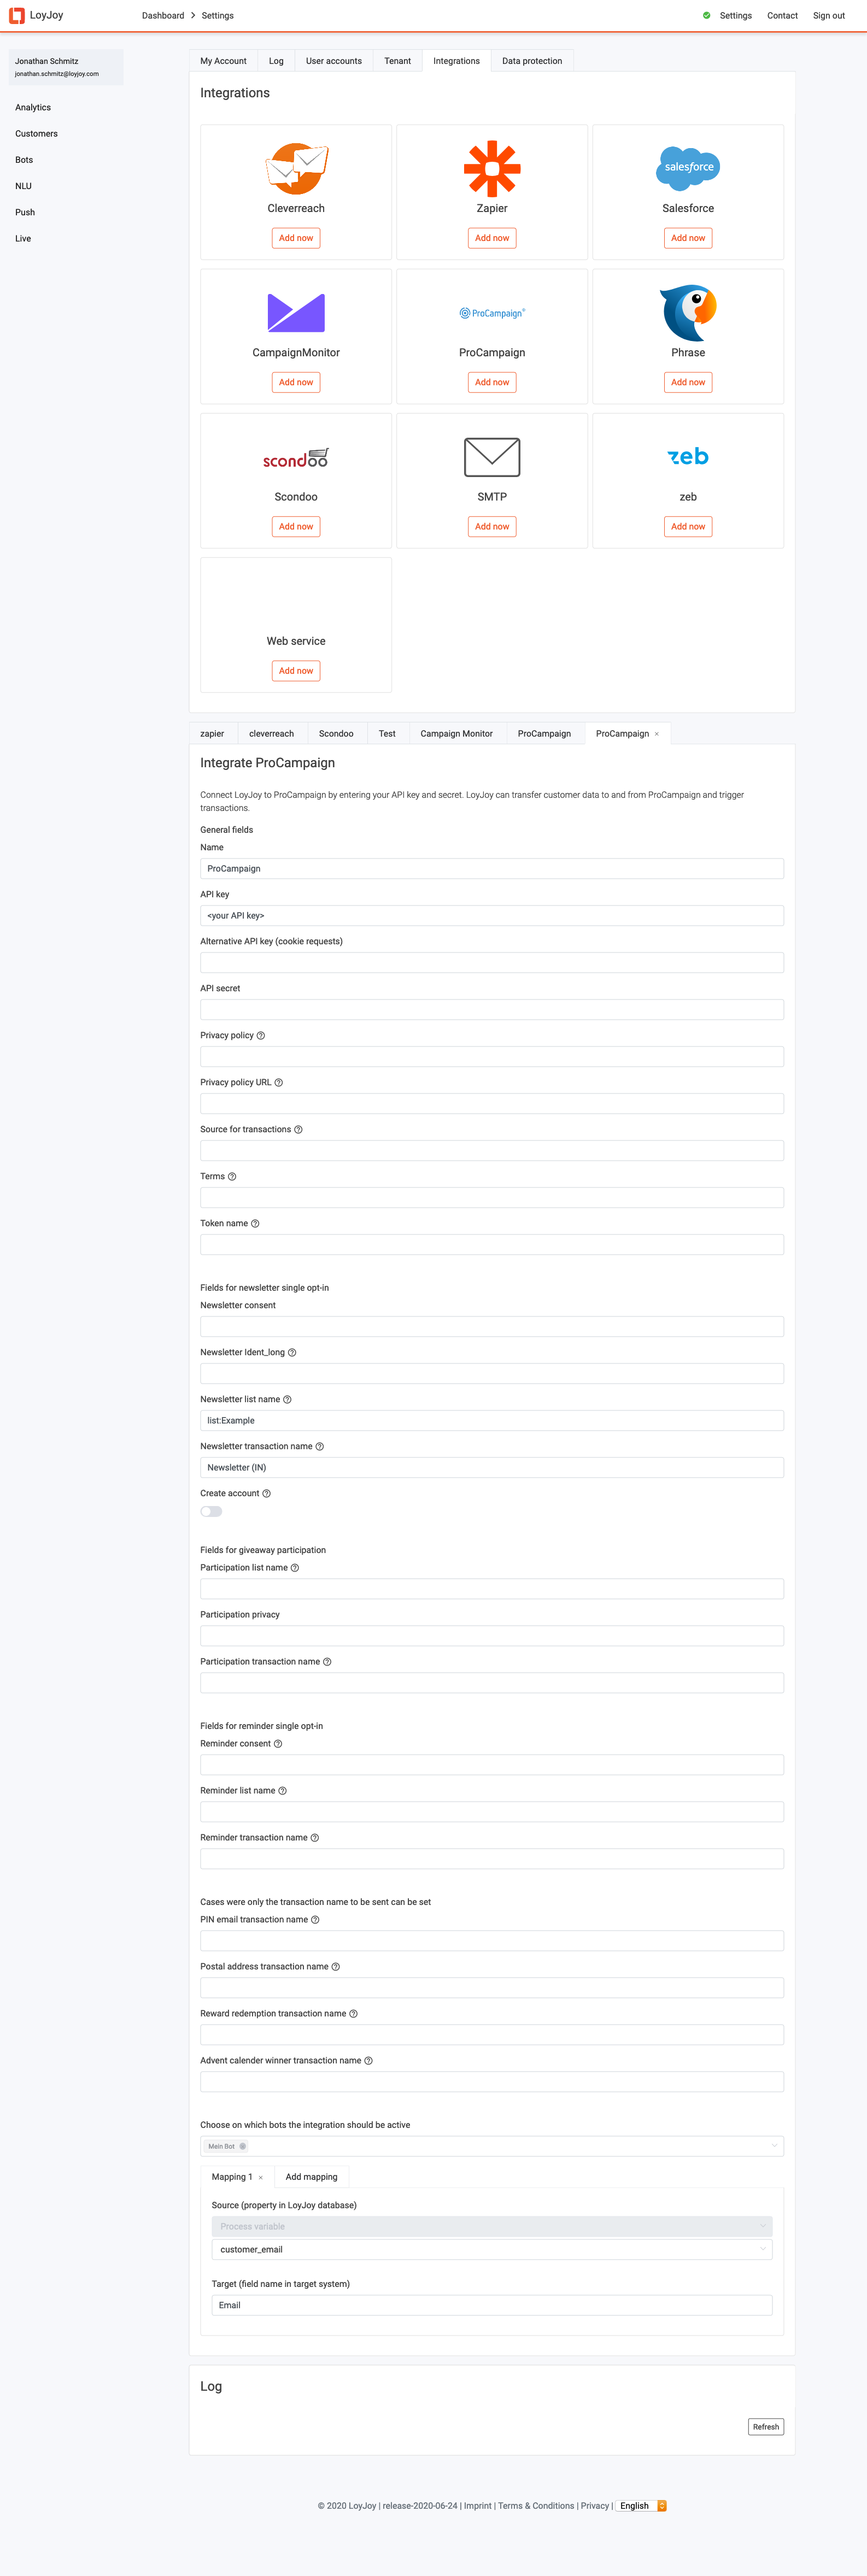 LoyJoy
Dashboard > Settings
Settings Contact Sign out
Jonathan Schmitz
jonathan.schmitz@loyjoy.com
Analytics
Customers
Bots
NLU
Push
Live
My Account Log User accounts Tenant Integrations Data protection
Integrations
Cleverreach
Add now
Zapier
Add now
salesforce
Salesforce
Add now
CampaignMonitor
Add now
ProCampaign®
ProCampaign
Add now
Phrase
Add now
scondoo
Scondoo
Add now
SMTP
Add now
zeb
zeb
Add now
Web service
Add now
zapier cleverreach Scondoo Test Campaign Monitor ProCampaign ProCampaign ×
Integrate ProCampaign
Connect LoyJoy to ProCampaign by entering your API key and secret. LoyJoy can transfer customer data to and from ProCampaign and trigger
transactions.
General fields
Name
ProCampaign
API key
<your API key>
Alternative API key (cookie requests)
API secret
Privacy policy ?
Privacy policy URL ?
Source for transactions ?
Terms ?
Token name ?
Fields for newsletter single opt-in
Newsletter consent
Newsletter Ident_long ?
Newsletter list name ?
list:Example
Newsletter transaction name ?
Newsletter (IN)
Create account ?
Fields for giveaway participation
Participation list name ?
Participation privacy
Participation transaction name ?
Fields for reminder single opt-in
Reminder consent ?
Reminder list name ?
Reminder transaction name ?
Cases were only the transaction name to be sent can be set
PIN email transaction name ?
Postal address transaction name ?
Reward redemption transaction name ?
Advent calender winner transaction name ?
Choose on which bots the integration should be active
Mein Bot
Mapping 1 × Add mapping
Source (property in LoyJoy database)
Process variable
customer_email
Target (field name in target system)
Email
Log
Refresh
© 2020 LoyJoy | release-2020-06-24 | Imprint | Terms & Conditions | Privacy | English